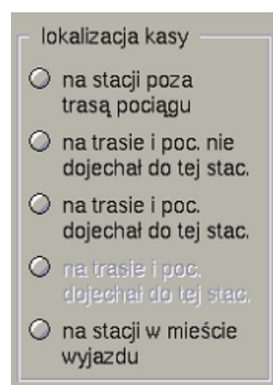 lokalizacja kasy
na stacji poza
trasą pociągu
na trasie i poc. nie
dojechał do tej stac.
na trasie i poc.
dojechał do tej stac.
na trasie i poc.
dojechał do tej stac.
na stacji w mieście
wyjazdu